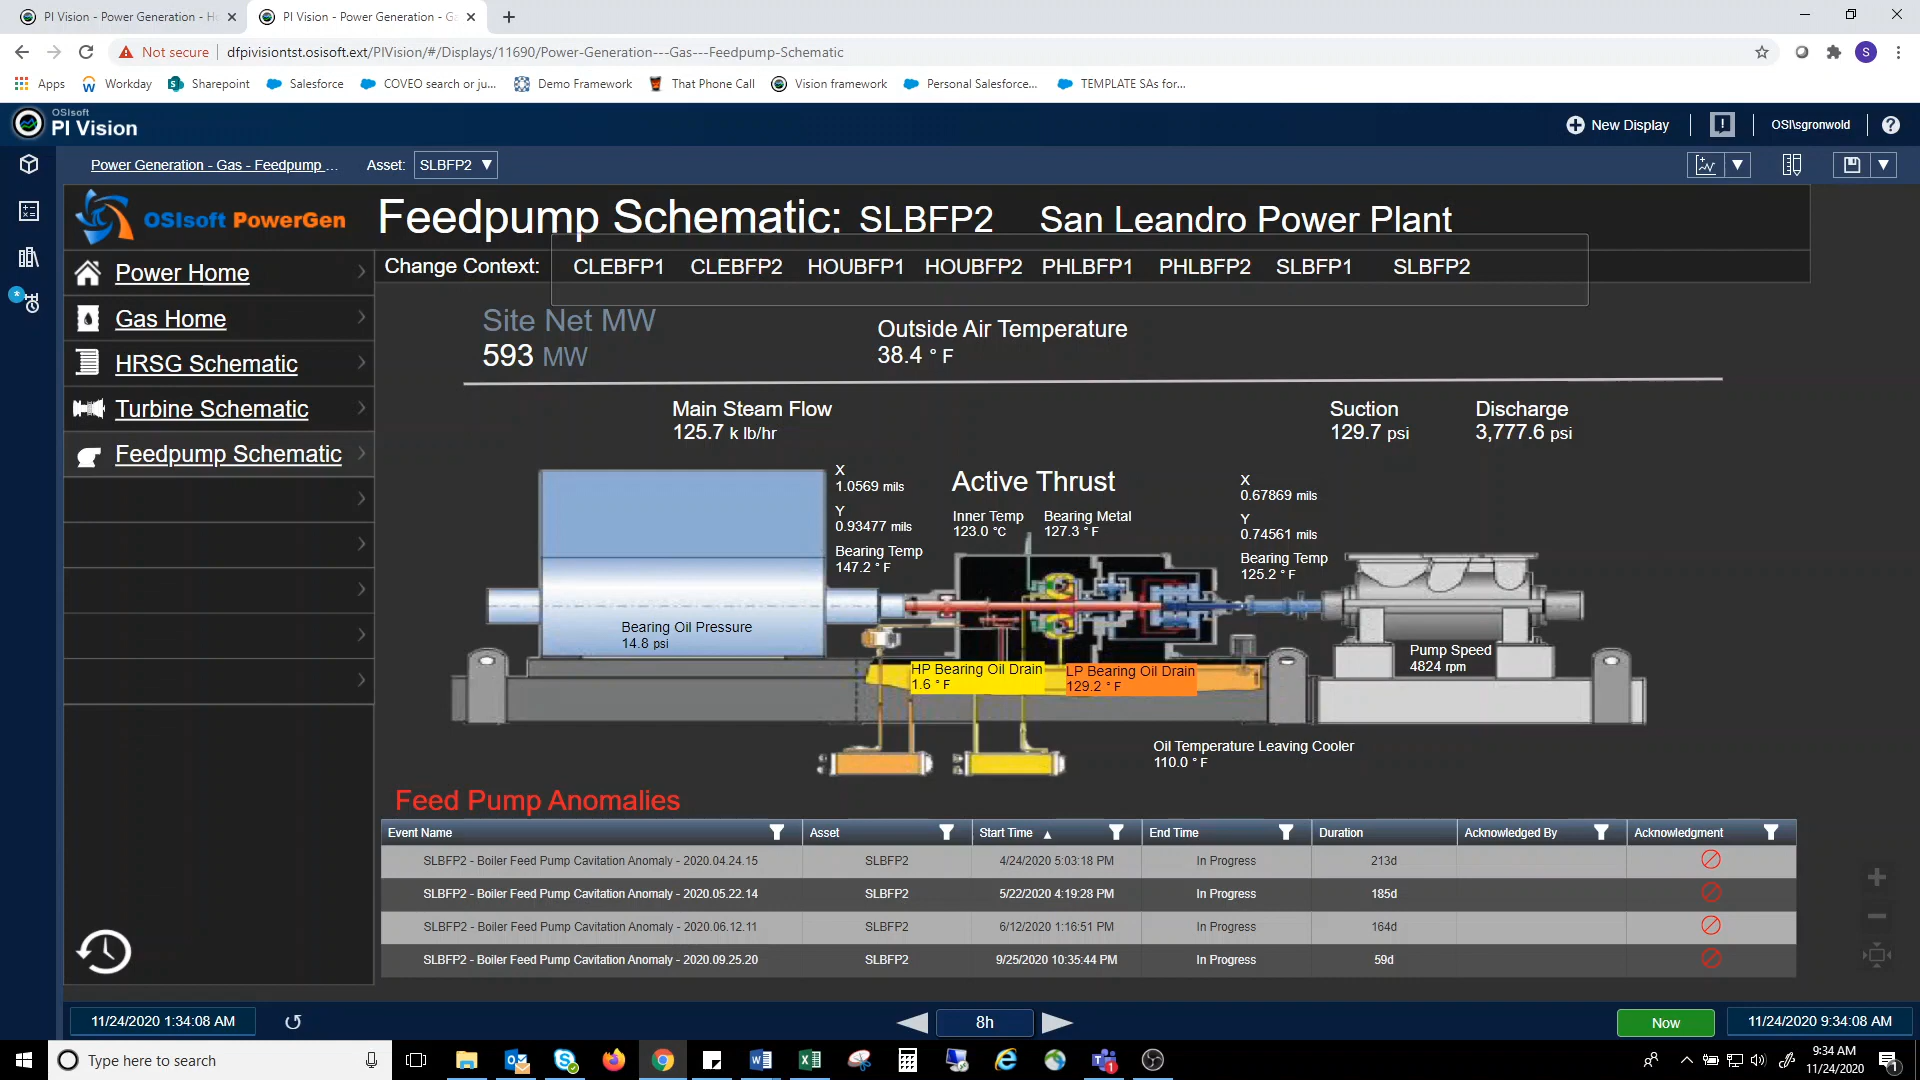 PI Vision - Power Generation - H
PI Vision - Power Generation - Ga
Not secure
dfpivisiontst.osisoft.ext/PIVision/#/Displays/11690/Power-Generation---Gas---Feedpump-Schematic
S
Apps
Workday
Sharepoint
Salesforce
COVEO search or ju...
Demo Framework
That Phone Call
Vision framework
Personal Salesforce...
TEMPLATE SAs for...
OSIsoft
PI Vision
New Display
OSI\sgronwold
Power Generation - Gas - Feedpump ...
Asset:
SLBFP2
OSIsoft PowerGen
Feedpump Schematic: SLBFP2 San Leandro Power Plant
Change Context: CLEBFP1 CLEBFP2 HOUBFP1 HOUBFP2 PHLBFP1 PHLBFP2 SLBFP1 SLBFP2
Power Home
Gas Home
HRSG Schematic
Turbine Schematic
Feedpump Schematic
Site Net MW
593 MW
Outside Air Temperature
38.4 ° F
Main Steam Flow
125.7 k lb/hr
Suction
129.7 psi
Discharge
3,777.6 psi
X
1.0569 mils
Y
0.93477 mils
Bearing Temp
147.2 ° F
Active Thrust
Inner Temp
123.0 °C
Bearing Metal
127.3 ° F
X
0.67869 mils
Y
0.74561 mils
Bearing Temp
125.2 ° F
Bearing Oil Pressure
14.8 psi
HP Bearing Oil Drain
1.6 ° F
LP Bearing Oil Drain
129.2 ° F
Pump Speed
4824 rpm
Oil Temperature Leaving Cooler
110.0 ° F
Feed Pump Anomalies
Event Name Asset Start Time End Time Duration Acknowledged By Acknowledgment
SLBFP2 - Boiler Feed Pump Cavitation Anomaly - 2020.04.24.15 SLBFP2 4/24/2020 5:03:18 PM In Progress 213d
SLBFP2 - Boiler Feed Pump Cavitation Anomaly - 2020.05.22.14 SLBFP2 5/22/2020 4:19:28 PM In Progress 185d
SLBFP2 - Boiler Feed Pump Cavitation Anomaly - 2020.06.12.11 SLBFP2 6/12/2020 1:16:51 PM In Progress 164d
SLBFP2 - Boiler Feed Pump Cavitation Anomaly - 2020.09.25.20 SLBFP2 9/25/2020 10:35:44 PM In Progress 59d
11/24/2020 1:34:08 AM
8h
Now
11/24/2020 9:34:08 AM
Type here to search
9:34 AM
11/24/2020